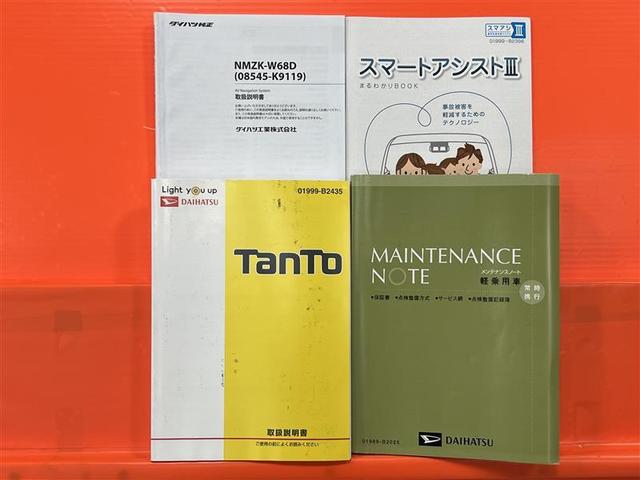 ダイハツ純正
NMZK-W68D
(08545-K9119)
AV Navigation System
取扱説明書
ダイハツ工業株式会社
スマアシ
III
01999-B2306
スマートアシストIII
まるわかりBOOK
事故被害を
軽減するための
テクノロジー
Light you up
DAIHATSU
01999-B2435
TanTo
取扱説明書
ご使用の前によくお読みください
MAINTENANCE
NOTE
メンテナンスノート
軽乗用車
●保証書 ●点検整備方式 ●サービス網 ●点検整備記録簿
常時
携行
01989-B2025
DAIHATSU